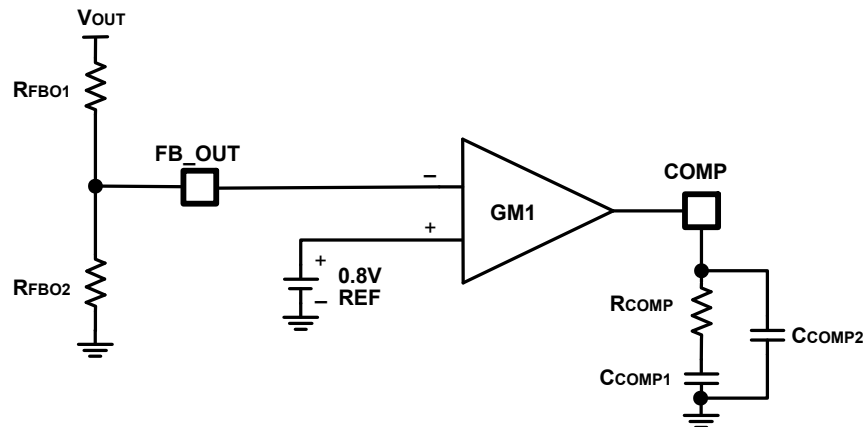 VOUT
RFBO1
FB_OUT
COMP
−
GM1
+
+
0.8V
REF
−
RFBO2
RCOMP
CCOMP2
CCOMP1